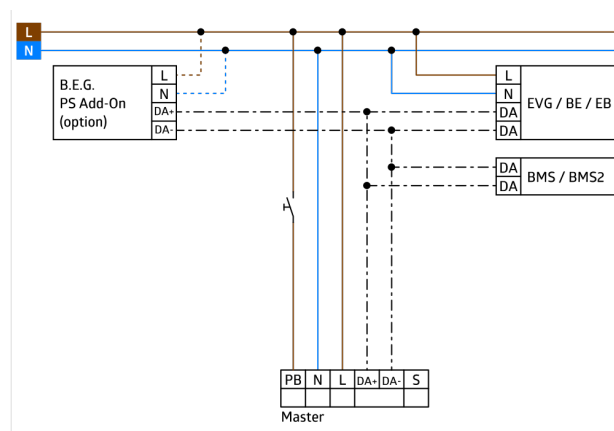 L
N
B.E.G.
PS Add-On
(option)
L
N
DA+
DA-
L
N
DA
DA
EVG / BE / EB
DA
DA
BMS / BMS2
PB N L DA+ DA- S
Master